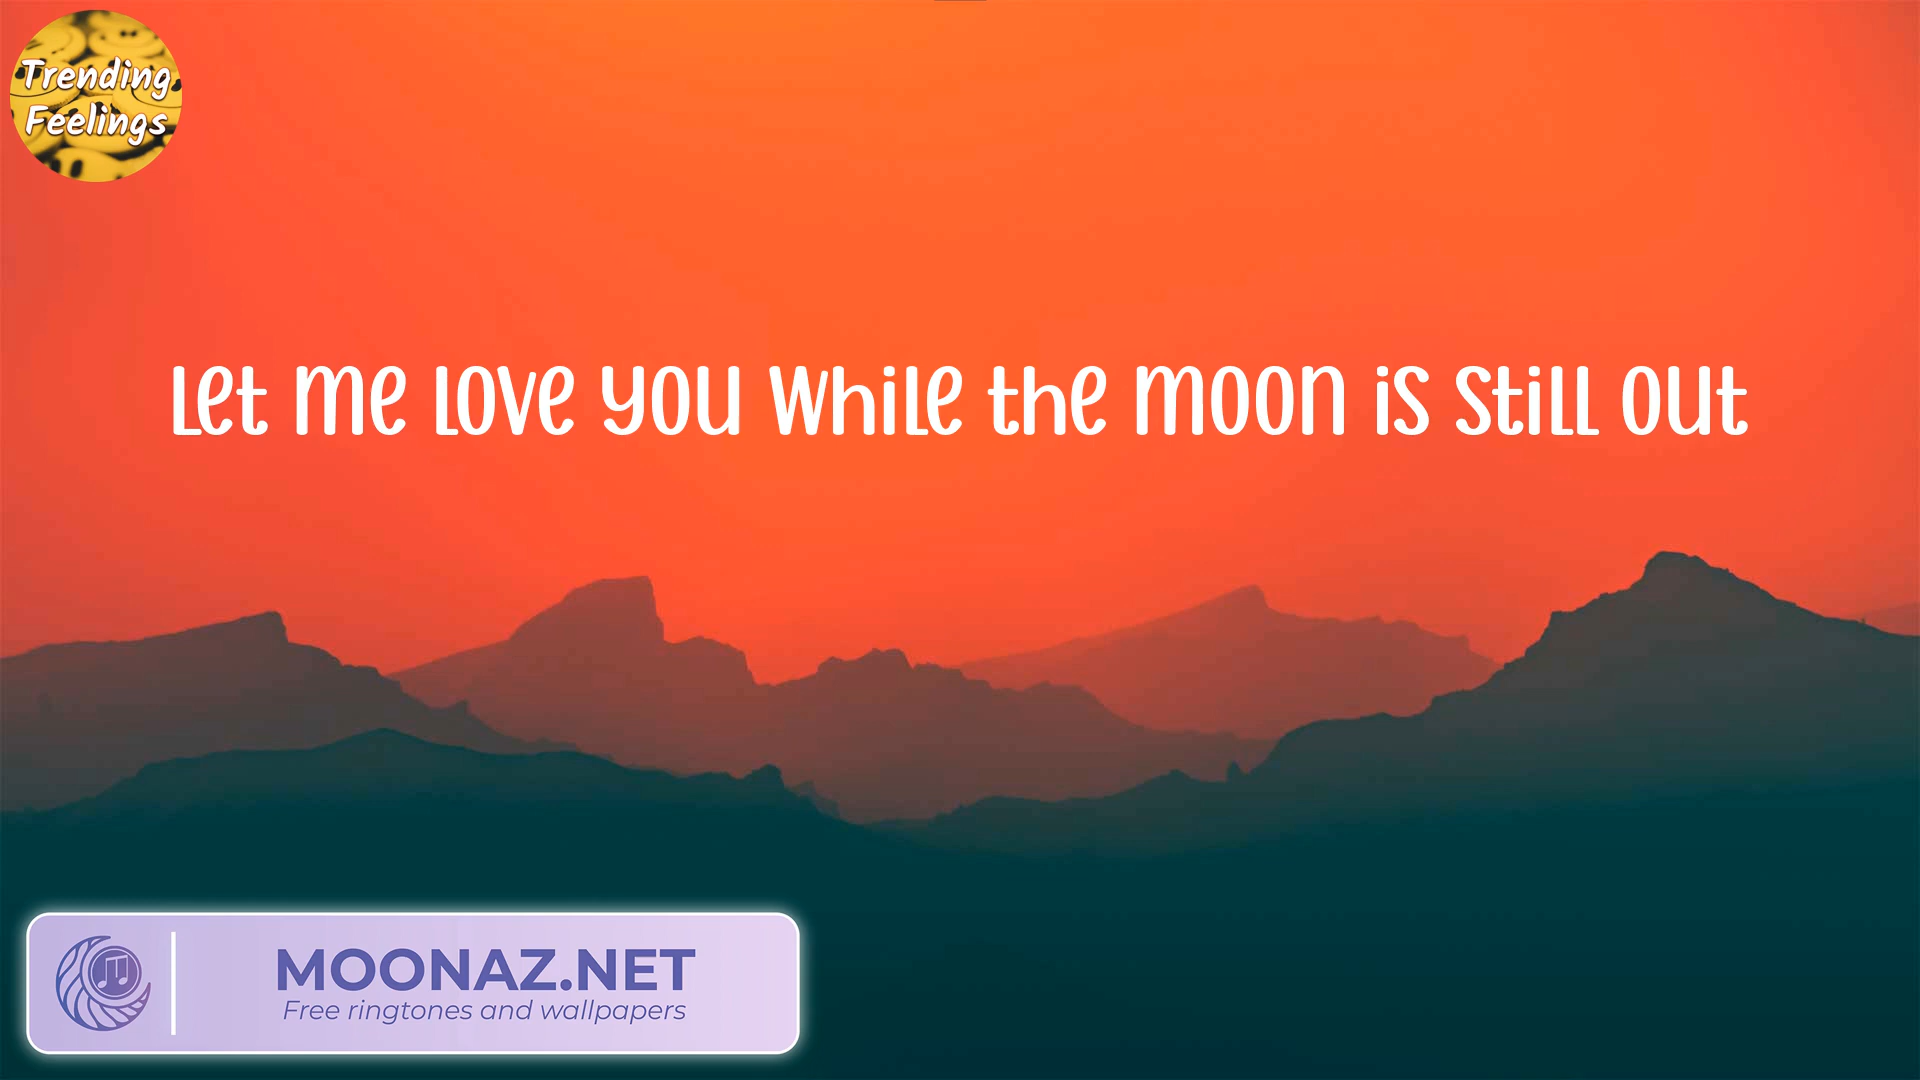 Trending
Feelings
Let me love you while the moon is still out
MOONAZ.NET
Free ringtones and wallpapers